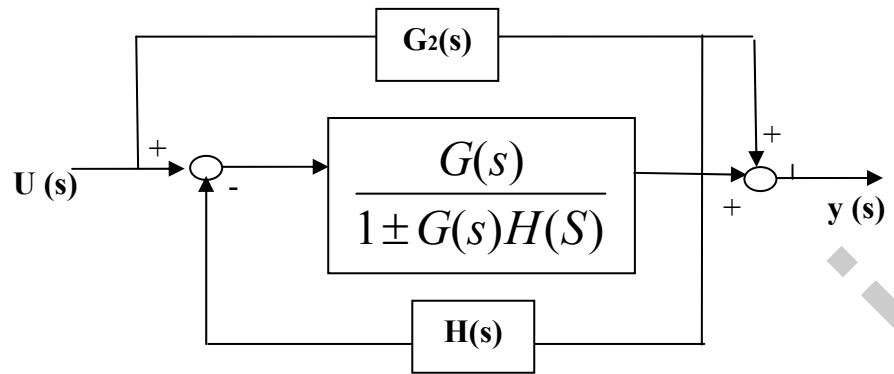 G₂(s)
+
+
U (s)
-
G(s)
1 ± G(s)H(S)
+
y (s)
H(s)